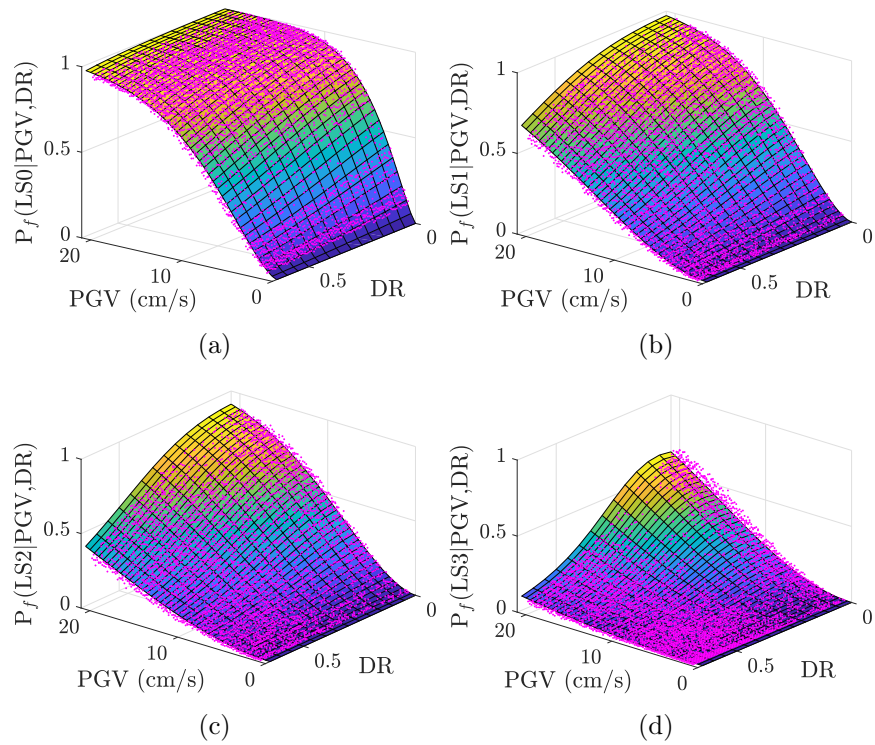 1
0.5
0
P_f(LS0|PGV,DR)
20
10
0
PGV (cm/s)
0.5
0
DR
(a)
1
0.5
0
P_f(LS1|PGV,DR)
20
10
0
PGV (cm/s)
0.5
0
DR
(b)
1
0.5
0
P_f(LS2|PGV,DR)
20
10
0
PGV (cm/s)
0.5
0
DR
(c)
1
0.5
0
P_f(LS3|PGV,DR)
20
10
0
PGV (cm/s)
0.5
0
DR
(d)